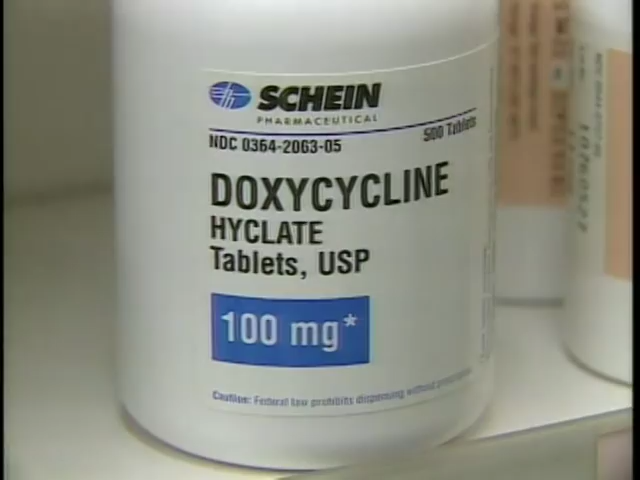 SCHEIN
PHARMACEUTICAL
500 Tablets
NDC 0364-2063-05
DOXYCYCLINE
HYCLATE
Tablets, USP
100 mg*
Caution: Federal law prohibits dispensing without